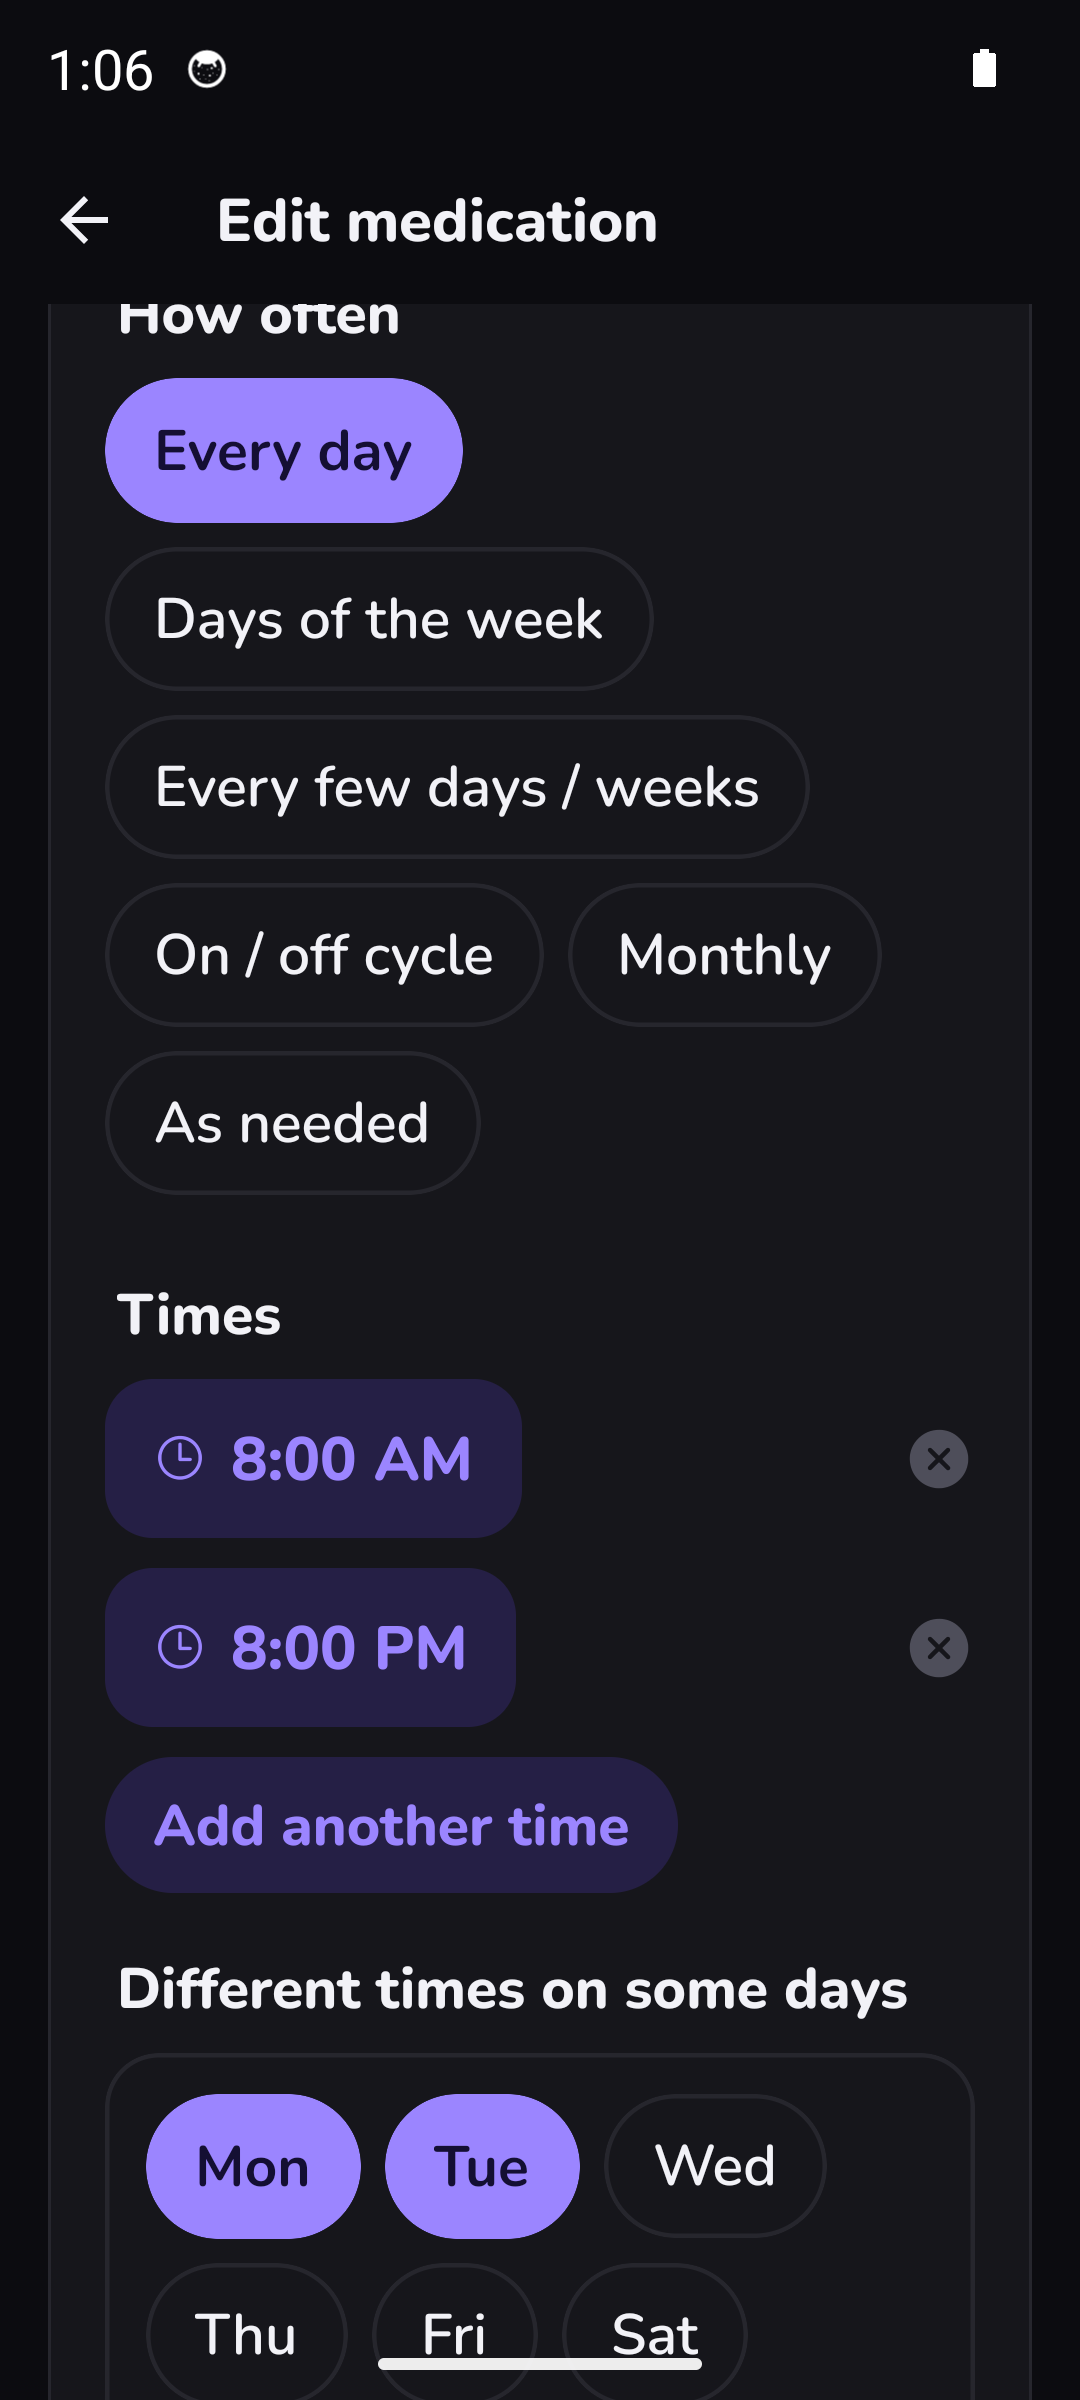 1:06
Edit medication
How often
Every day
Days of the week
Every few days / weeks
On / off cycle Monthly
As needed
Times
8:00 AM
8:00 PM
Add another time
Different times on some days
Mon Tue Wed
Thu Fri Sat